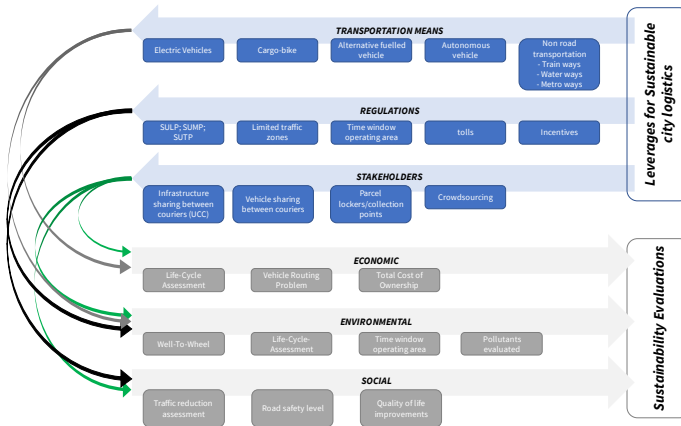 TRANSPORTATION MEANS
Electric Vehicles
Cargo-bike
Alternative fuelled
vehicle
Autonomous
vehicle
Non road
transportation
- Train ways
- Water ways
- Metro ways
REGULATIONS
SULP; SUMP;
SUTP
Limited traffic
zones
Time window
operating area
tolls
Incentives
STAKEHOLDERS
Infrastructure
sharing between
couriers (UCC)
Vehicle sharing
between couriers
Parcel
lockers/collection
points
Crowdsourcing
Leverages for Sustainable
city logistics
ECONOMIC
Life-Cycle
Assessment
Vehicle Routing
Problem
Total Cost of
Ownership
ENVIRONMENTAL
Well-To-Wheel
Life-Cycle-
Assessment
Time window
operating area
Pollutants
evaluated
SOCIAL
Traffic reduction
assessment
Road safety level
Quality of life
improvements
Sustainability Evaluations